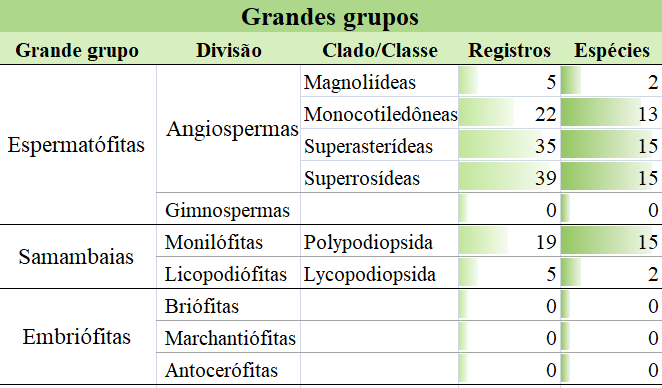 Grandes grupos
Grande grupo Divisão Clado/Classe Registros Espécies
Espermatófitas Angiospermas Magnoliídeas 5 2
Monocotiledôneas 22 13
Superasterídeas 35 15
Superrosídeas 39 15
Gimnospermas 0 0
Samambaias Monilófitas Polypodiopsida 19 15
Licopodiófitas Lycopodiopsida 5 2
Embriófitas Briófitas 0 0
Marchantiófitas 0 0
Antocerófitas 0 0